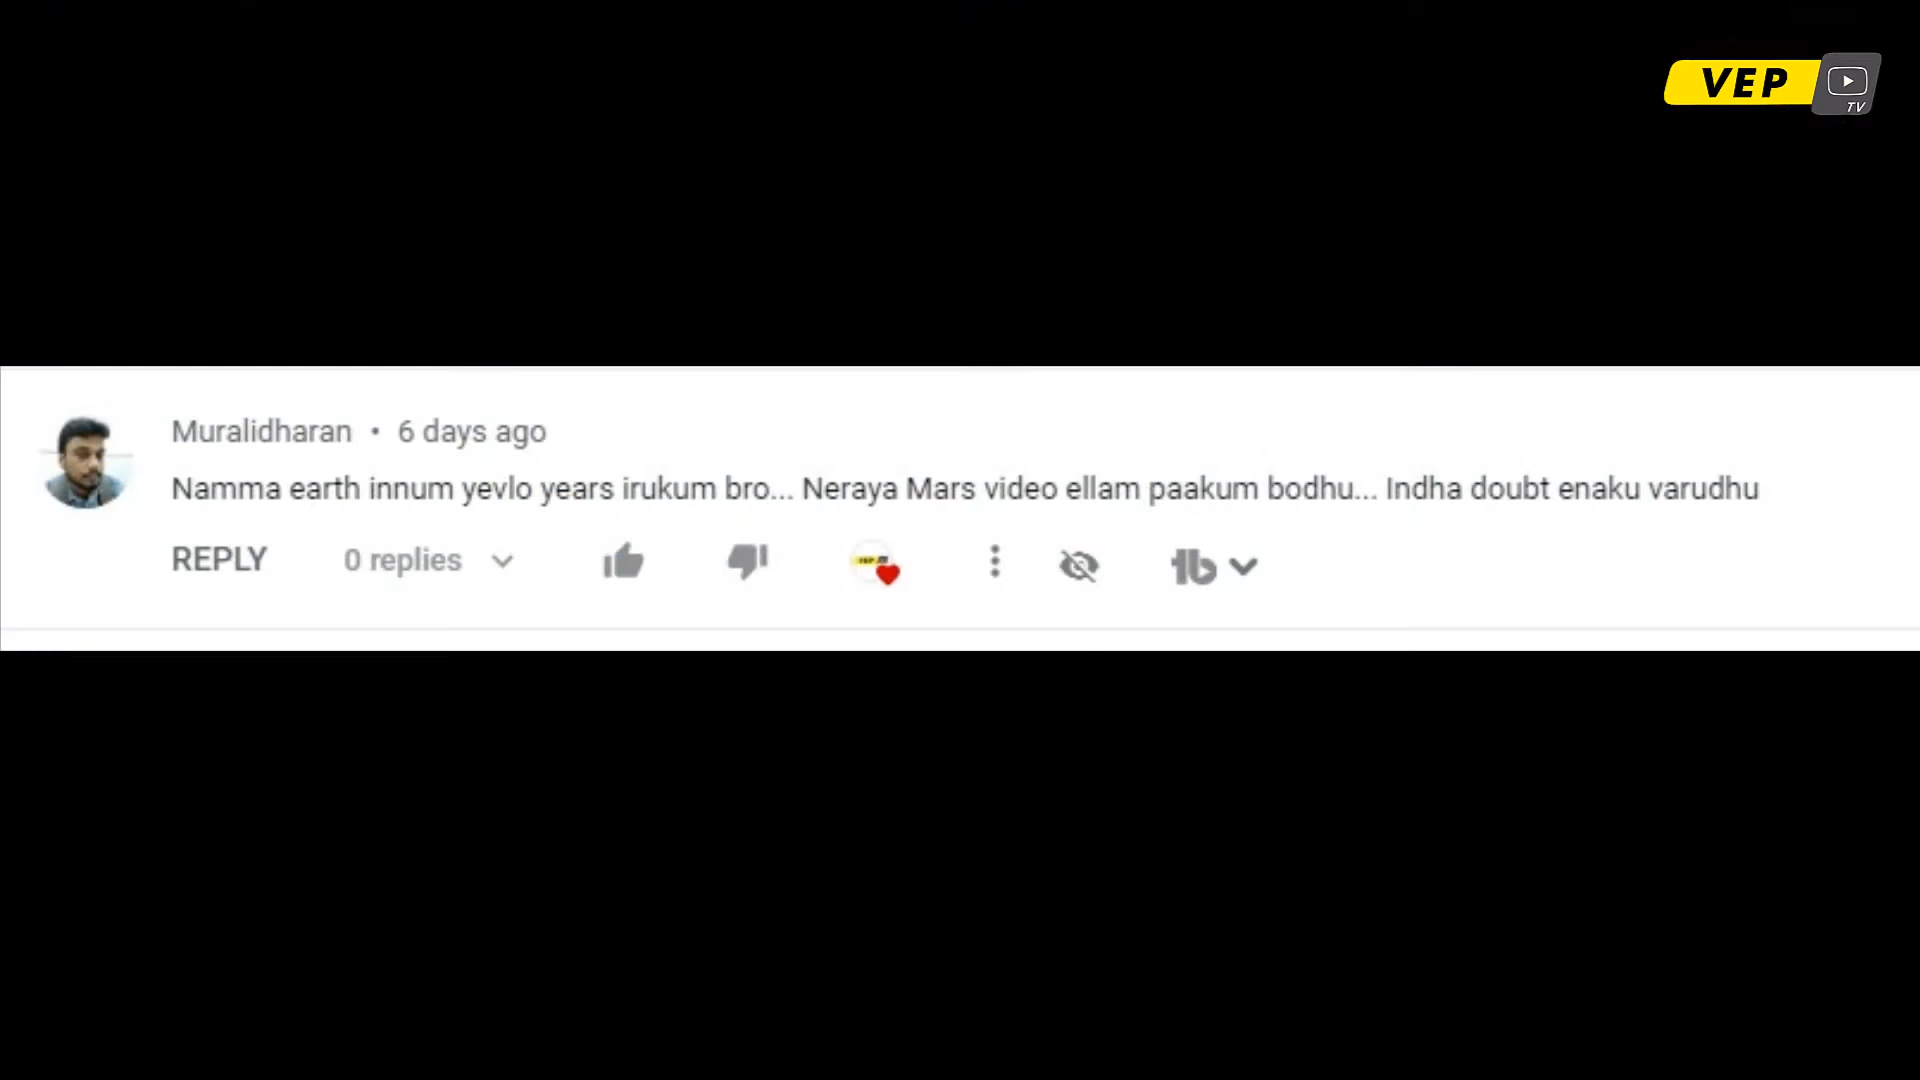 VEP
TV
Muralidharan • 6 days ago
Namma earth innum yevlo years irukum bro... Neraya Mars video ellam paakum bodhu... Indha doubt enaku varudhu
REPLY 0 replies